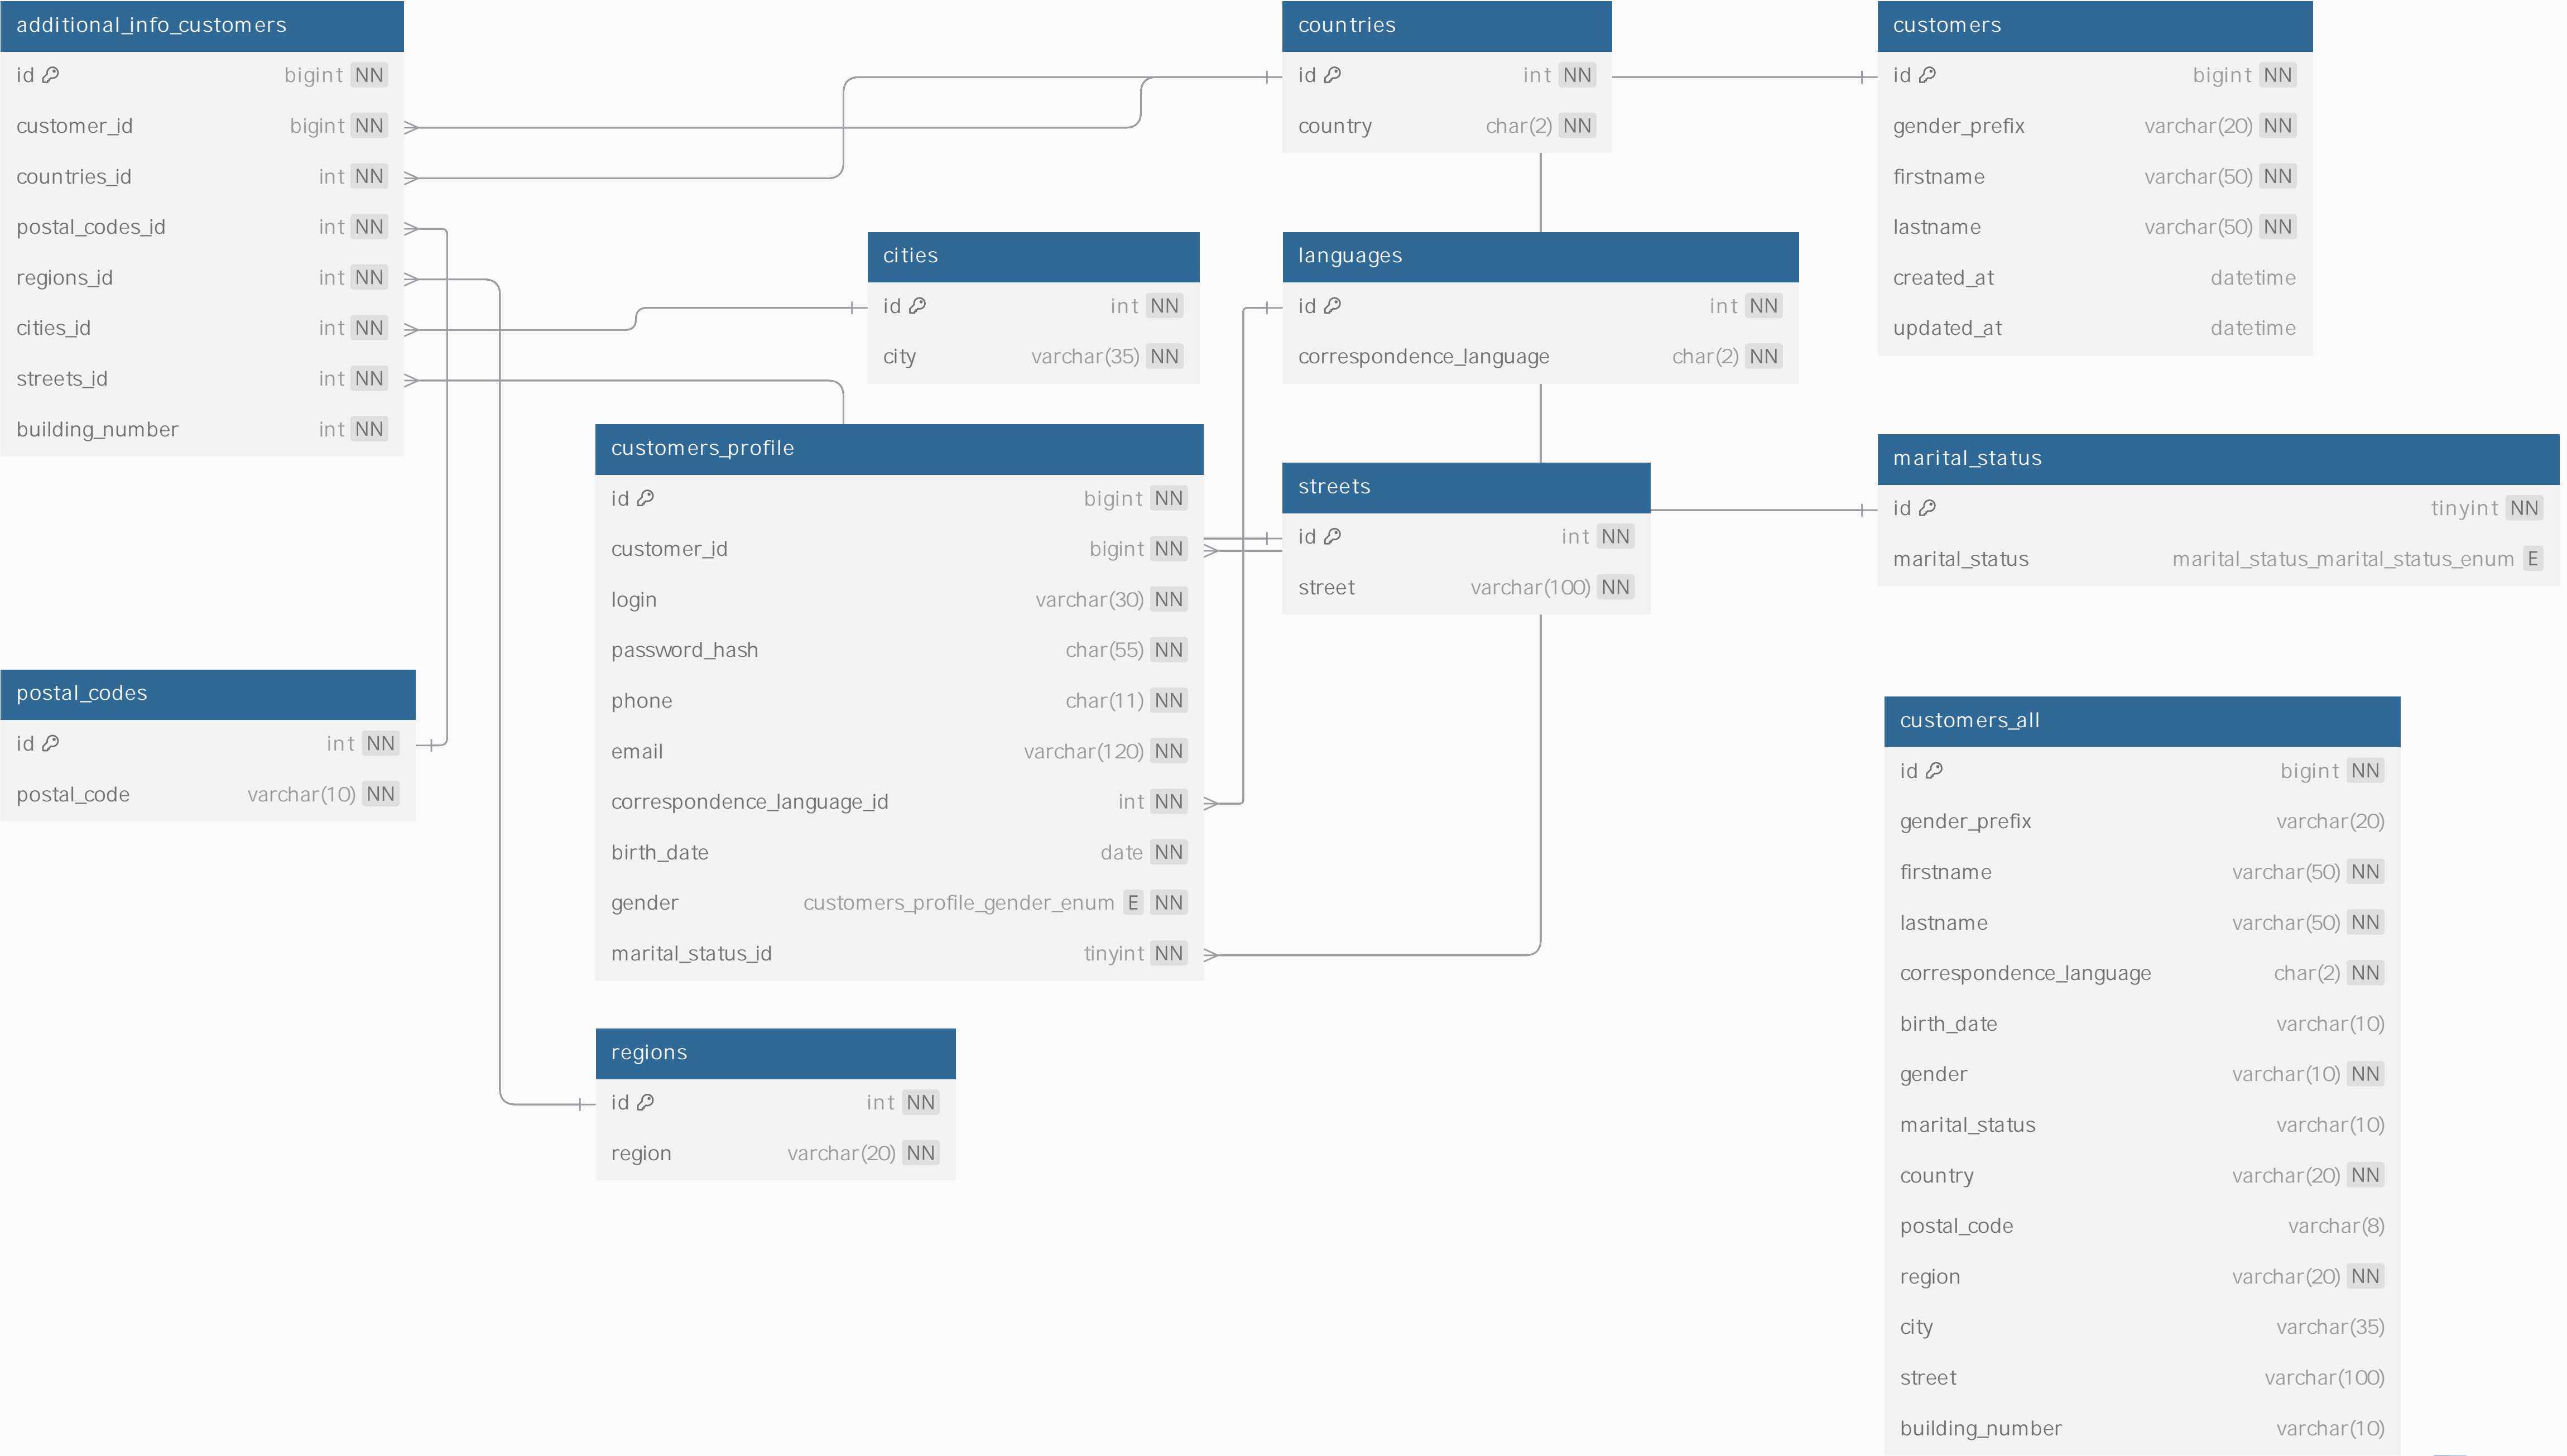 additional_info_customers
id bigint NN
customer_id bigint NN
countries_id int NN
postal_codes_id int NN
regions_id int NN
cities_id int NN
streets_id int NN
building_number int NN
countries
id int NN
country char(2) NN
customers
id bigint NN
gender_prefix varchar(20) NN
firstname varchar(50) NN
lastname varchar(50) NN
created_at datetime
updated_at datetime
cities
id int NN
city varchar(35) NN
languages
id int NN
correspondence_language char(2) NN
customers_profile
id bigint NN
customer_id bigint NN
login varchar(30) NN
password_hash char(55) NN
phone char(11) NN
email varchar(120) NN
correspondence_language_id int NN
birth_date date NN
gender customers_profile_gender_enum E NN
marital_status_id tinyint NN
streets
id int NN
street varchar(100) NN
marital_status
id tinyint NN
marital_status marital_status_marital_status_enum E
postal_codes
id int NN
postal_code varchar(10) NN
customers_all
id bigint NN
gender_prefix varchar(20)
firstname varchar(50) NN
lastname varchar(50) NN
correspondence_language char(2) NN
birth_date varchar(10)
gender varchar(10) NN
marital_status varchar(10)
country varchar(20) NN
postal_code varchar(8)
region varchar(20) NN
city varchar(35)
street varchar(100)
building_number varchar(10)
regions
id int NN
region varchar(20) NN